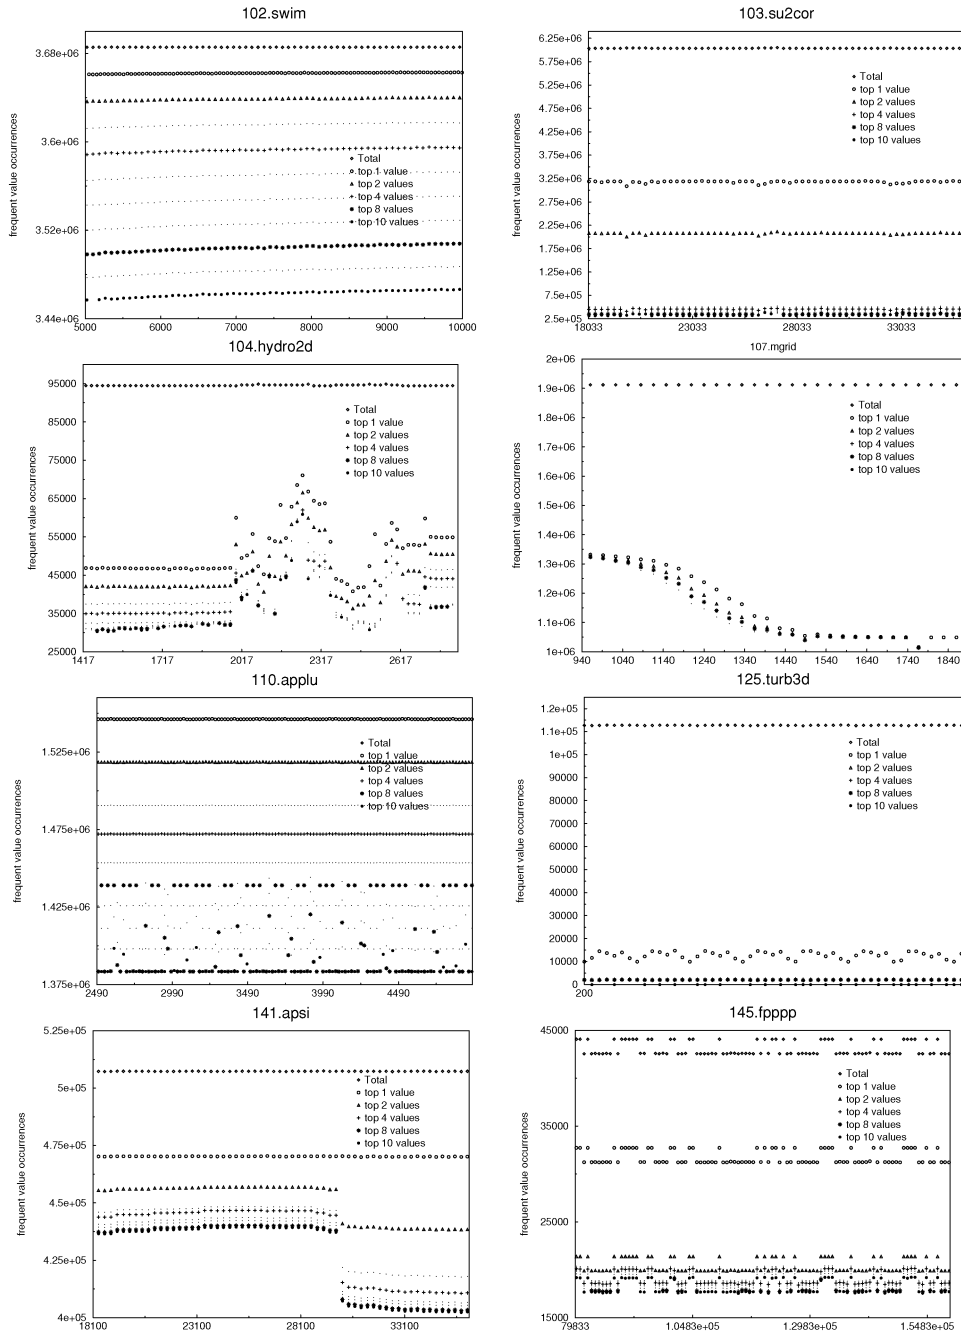 102.swim
frequent value occurrences
3.68e+06
3.6e+06
3.52e+06
3.44e+06
Total
top 1 value
top 2 values
top 4 values
top 8 values
top 10 values
5000 6000 7000 8000 9000 10000
103.su2cor
frequent value occurrences
6.25e+06
5.75e+06
5.25e+06
4.75e+06
4.25e+06
3.75e+06
3.25e+06
2.75e+06
2.25e+06
1.75e+06
1.25e+06
7.5e+05
2.5e+05
Total
top 1 value
top 2 values
top 4 values
top 8 values
top 10 values
18033 23033 28033 33033
104.hydro2d
frequent value occurrences
95000
85000
75000
65000
55000
45000
35000
25000
Total
top 1 value
top 2 values
top 4 values
top 8 values
top 10 values
1417 1717 2017 2317 2617
107.mgrid
frequent value occurrences
2e+06
1.9e+06
1.8e+06
1.7e+06
1.6e+06
1.5e+06
1.4e+06
1.3e+06
1.2e+06
1.1e+06
1e+06
Total
top 1 value
top 2 values
top 4 values
top 8 values
top 10 values
940 1040 1140 1240 1340 1440 1540 1640 1740 1840
110.applu
frequent value occurrences
1.525e+06
1.475e+06
1.425e+06
1.375e+06
Total
top 1 value
top 2 values
top 4 values
top 8 values
top 10 values
2490 2990 3490 3990 4490
125.turb3d
frequent value occurrences
1.2e+05
1.1e+05
1e+05
90000
80000
70000
60000
50000
40000
30000
20000
10000
0
Total
top 1 value
top 2 values
top 4 values
top 8 values
top 10 values
200
141.apsi
frequent value occurrences
5.25e+05
5e+05
4.75e+05
4.5e+05
4.25e+05
4e+05
Total
top 1 value
top 2 values
top 4 values
top 8 values
top 10 values
18100 23100 28100 33100
145.fpppp
frequent value occurrences
45000
35000
25000
15000
Total
top 1 value
top 2 values
top 4 values
top 8 values
top 10 values
79833 1.0483e+05 1.2983e+05 1.5483e+05